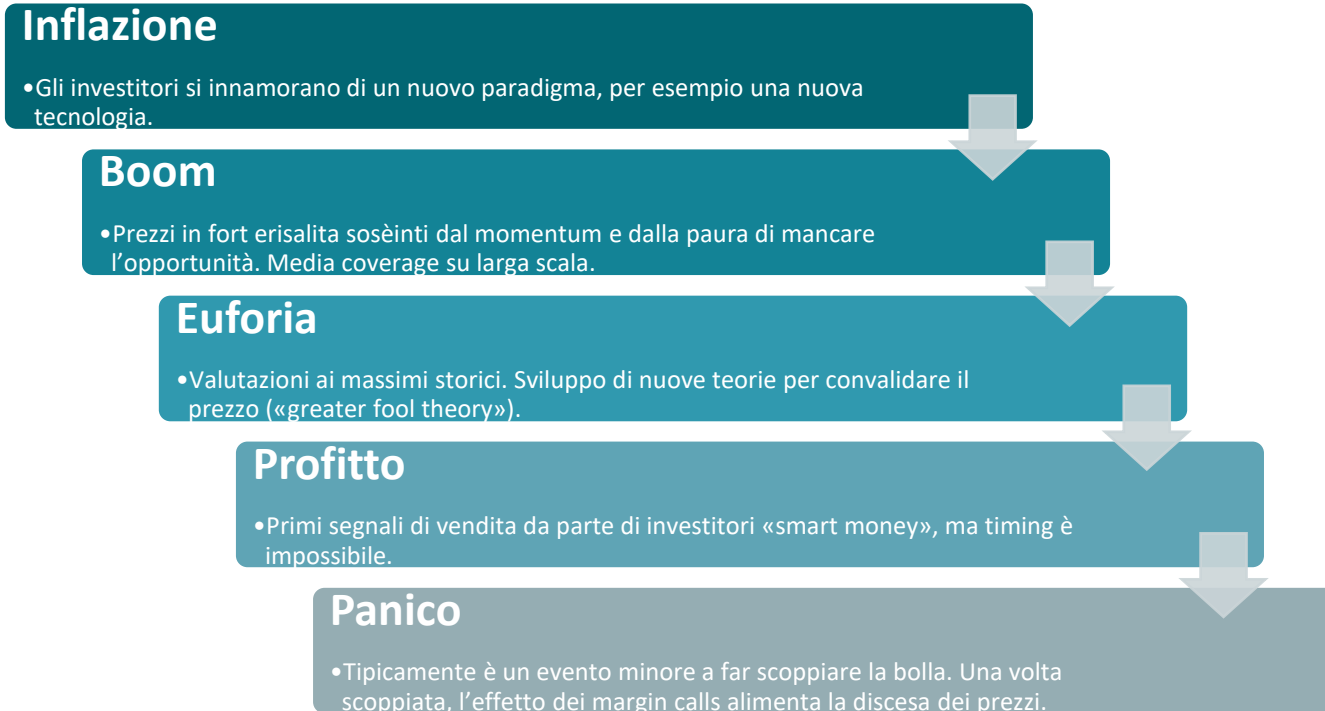 Inflazione
•Gli investitori si innamorano di un nuovo paradigma, per esempio una nuova
tecnologia.
Boom
•Prezzi in fort erisalita sosèinti dal momentum e dalla paura di mancare
l’opportunità. Media coverage su larga scala.
Euforia
•Valutazioni ai massimi storici. Sviluppo di nuove teorie per convalidare il
prezzo («greater fool theory»).
Profitto
•Primi segnali di vendita da parte di investitori «smart money», ma timing è
impossibile.
Panico
•Tipicamente è un evento minore a far scoppiare la bolla. Una volta
scoppiata, l’effetto dei margin calls alimenta la discesa dei prezzi.